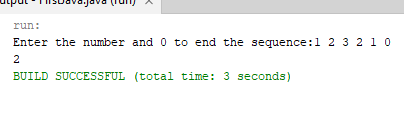 run:
Enter the number and 0 to end the sequence:1 2 3 2 1 0
2
BUILD SUCCESSFUL (total time: 3 seconds)